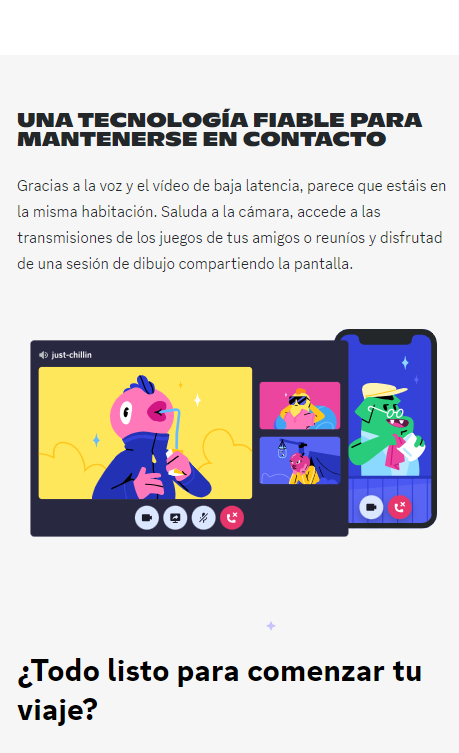 UNA TECNOLOGÍA FIABLE PARA
MANTENERSE EN CONTACTO
Gracias a la voz y el vídeo de baja latencia, parece que estáis en
la misma habitación. Saluda a la cámara, accede a las
transmisiones de los juegos de tus amigos o reuníos y disfrutad
de una sesión de dibujo compartiendo la pantalla.
just-chillin
¿Todo listo para comenzar tu
viaje?